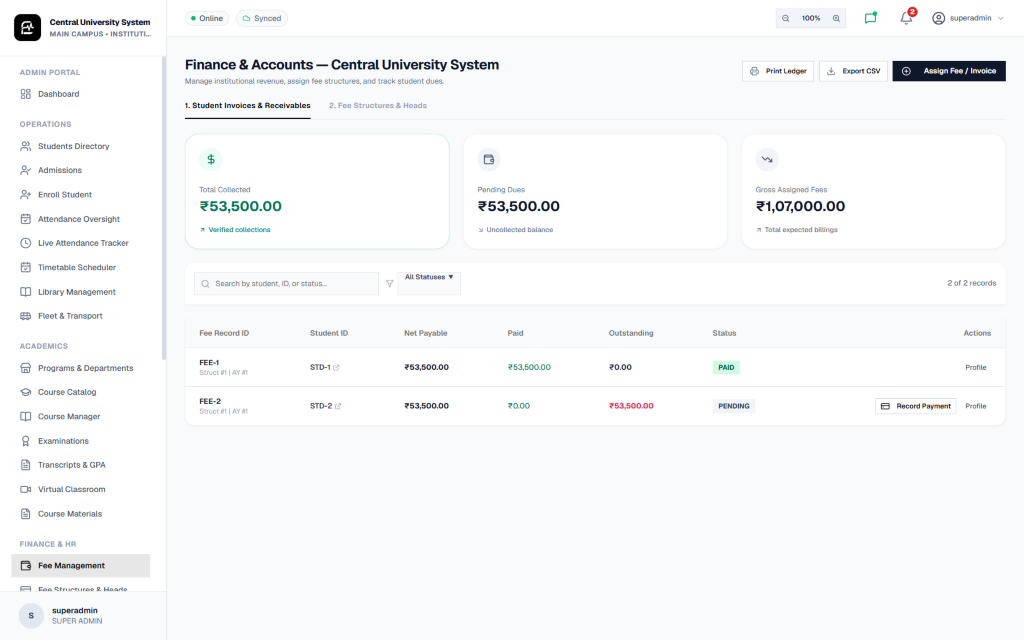 Central University System
MAIN CAMPUS • INSTITUTI...
ADMIN PORTAL
Dashboard
OPERATIONS
Students Directory
Admissions
Enroll Student
Attendance Oversight
Live Attendance Tracker
Timetable Scheduler
Library Management
Fleet & Transport
ACADEMICS
Programs & Departments
Course Catalog
Course Manager
Examinations
Transcripts & GPA
Virtual Classroom
Course Materials
FINANCE & HR
Fee Management
Fee Structures & Heads
S
superadmin
SUPER ADMIN
Online
Synced
100%
2
superadmin
Finance & Accounts — Central University System
Manage institutional revenue, assign fee structures, and track student dues.
Print Ledger
Export CSV
Assign Fee / Invoice
1. Student Invoices & Receivables
2. Fee Structures & Heads
Total Collected
₹53,500.00
Verified collections
Pending Dues
₹53,500.00
Uncollected balance
Gross Assigned Fees
₹1,07,000.00
Total expected billings
Search by student, ID, or status...
All Statuses ▼
2 of 2 records
Fee Record ID Student ID Net Payable Paid Outstanding Status Actions
FEE-1
Struct #1 | AY #1
STD-1 ₹53,500.00 ₹53,500.00 ₹0.00 PAID Profile
FEE-2
Struct #1 | AY #1
STD-2 ₹53,500.00 ₹0.00 ₹53,500.00 PENDING Record Payment Profile